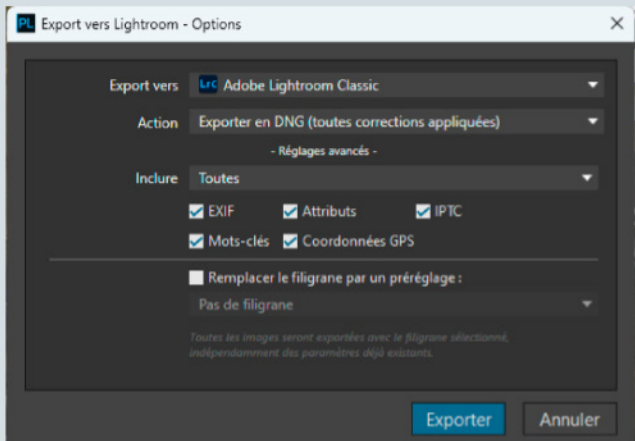 PL Export vers Lightroom - Options
Export vers LrC Adobe Lightroom Classic
Action Exporter en DNG (toutes corrections appliquées)
- Réglages avancés -
Inclure Toutes
EXIF Attributs IPTC
Mots-clés Coordonnées GPS
Remplacer le filigrane par un préréglage :
Pas de filigrane
Toutes les images seront exportées avec le filigrane sélectionné,
indépendamment des paramètres déjà existants.
Exporter Annuler